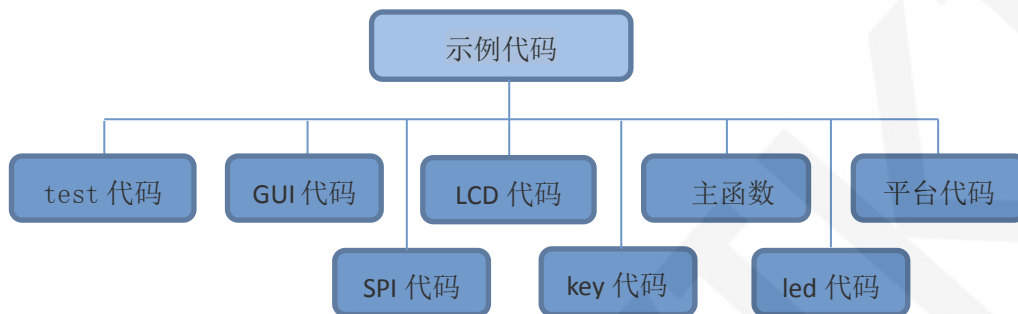 示例代码
test 代码
GUI 代码
LCD 代码
主函数
平台代码
SPI 代码
key 代码
led 代码